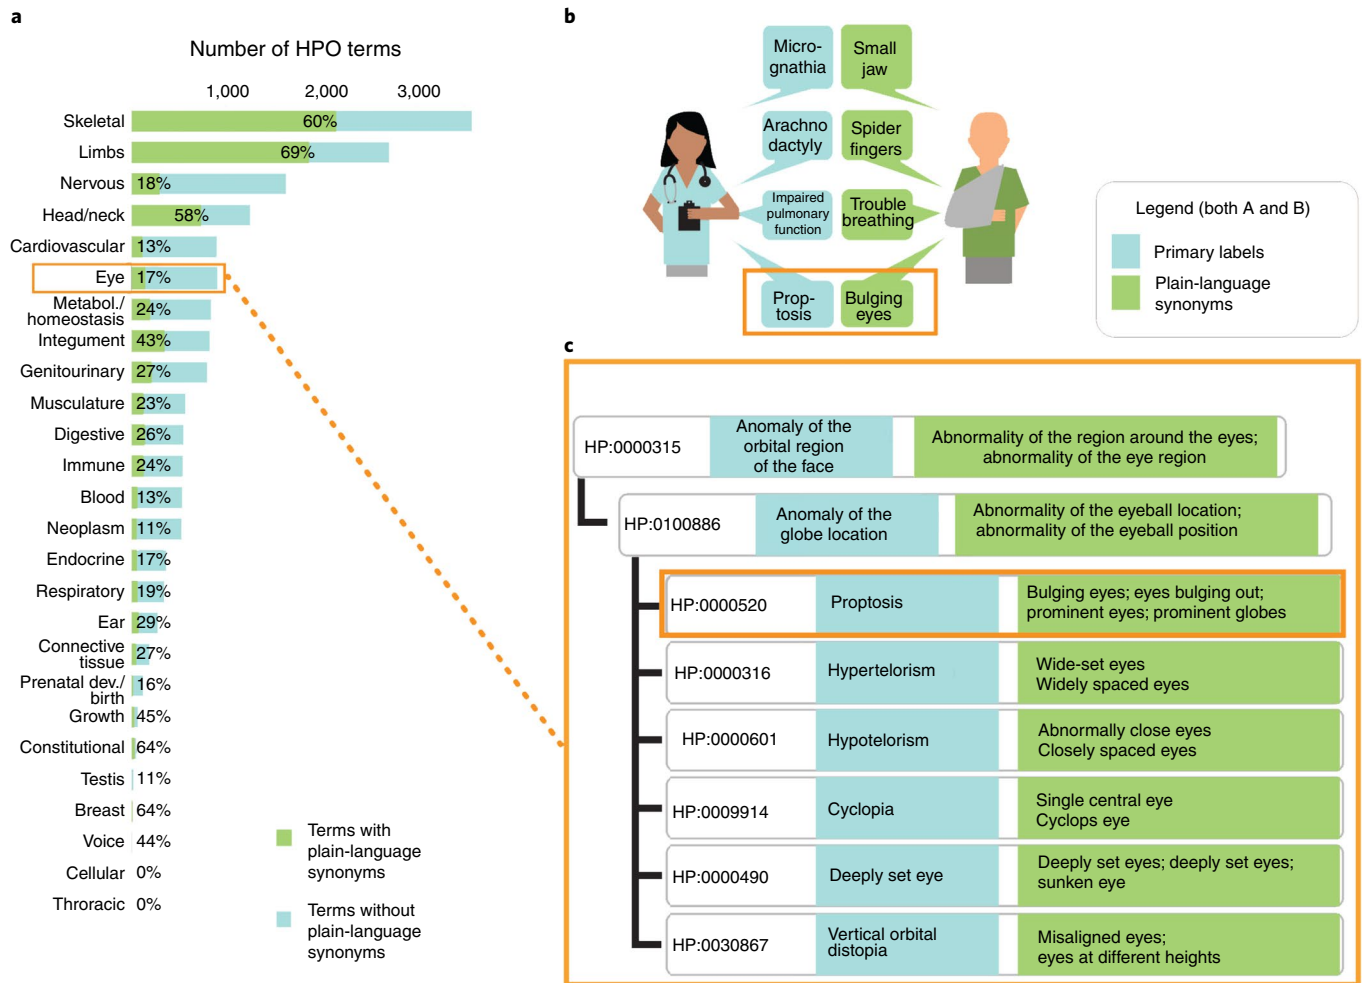 a
Number of HPO terms
1,000 2,000 3,000
Skeletal 60%
Limbs 69%
Nervous 18%
Head/neck 58%
Cardiovascular 13%
Eye 17%
Metabol./
homeostasis 24%
Integument 43%
Genitourinary 27%
Musculature 23%
Digestive 26%
Immune 24%
Blood 13%
Neoplasm 11%
Endocrine 17%
Respiratory 19%
Ear 29%
Connective
tissue 27%
Prenatal dev./
birth 16%
Growth 45%
Constitutional 64%
Testis 11%
Breast 64%
Voice 44%
Cellular 0%
Throracic 0%
Terms with
plain-language
synonyms
Terms without
plain-language
synonyms
b
Micro-
gnathia
Small
jaw
Arachno
dactyly
Spider
fingers
Impaired
pulmonary
function
Trouble
breathing
Prop-
tosis
Bulging
eyes
Legend (both A and B)
Primary labels
Plain-language
synonyms
c
HP:0000315
Anomaly of the
orbital region
of the face
Abnormality of the region around the eyes;
abnormality of the eye region
HP:0100886
Anomaly of the
globe location
Abnormality of the eyeball location;
abnormality of the eyeball position
HP:0000520
Proptosis
Bulging eyes; eyes bulging out;
prominent eyes; prominent globes
HP:0000316
Hypertelorism
Wide-set eyes
Widely spaced eyes
HP:0000601
Hypotelorism
Abnormally close eyes
Closely spaced eyes
HP:0009914
Cyclopia
Single central eye
Cyclops eye
HP:0000490
Deeply set eye
Deeply set eyes; deeply set eyes;
sunken eye
HP:0030867
Vertical orbital
distopia
Misaligned eyes;
eyes at different heights